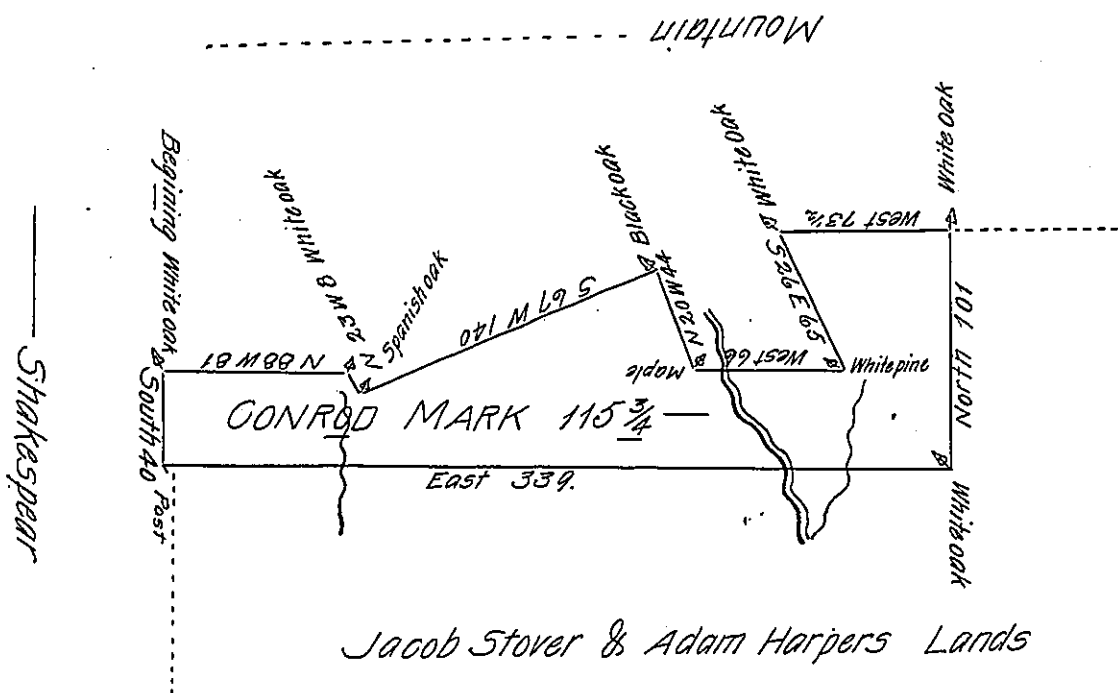 Mountain
Begining White oak
N 23 W 8 Whiteoak
Spanishoak
Blackoak
White oak
White oak
West 73½
S 26 E 65
S 67 W 140
N 20 W 44
West 66
Maple
Whitepine
North 101
N 88 W 81
South 40
CONROD MARK 115 3/4
East 339.
Post
Whiteoak
Shakespear
Jacob Stover & Adam Harpers Lands